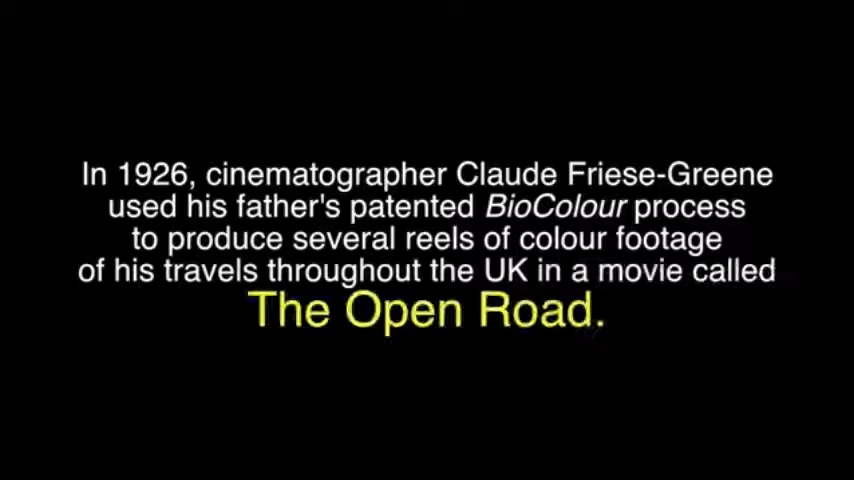 In 1926, cinematographer Claude Friese-Greene
used his father's patented BioColour process
to produce several reels of colour footage
of his travels throughout the UK in a movie called
The Open Road.